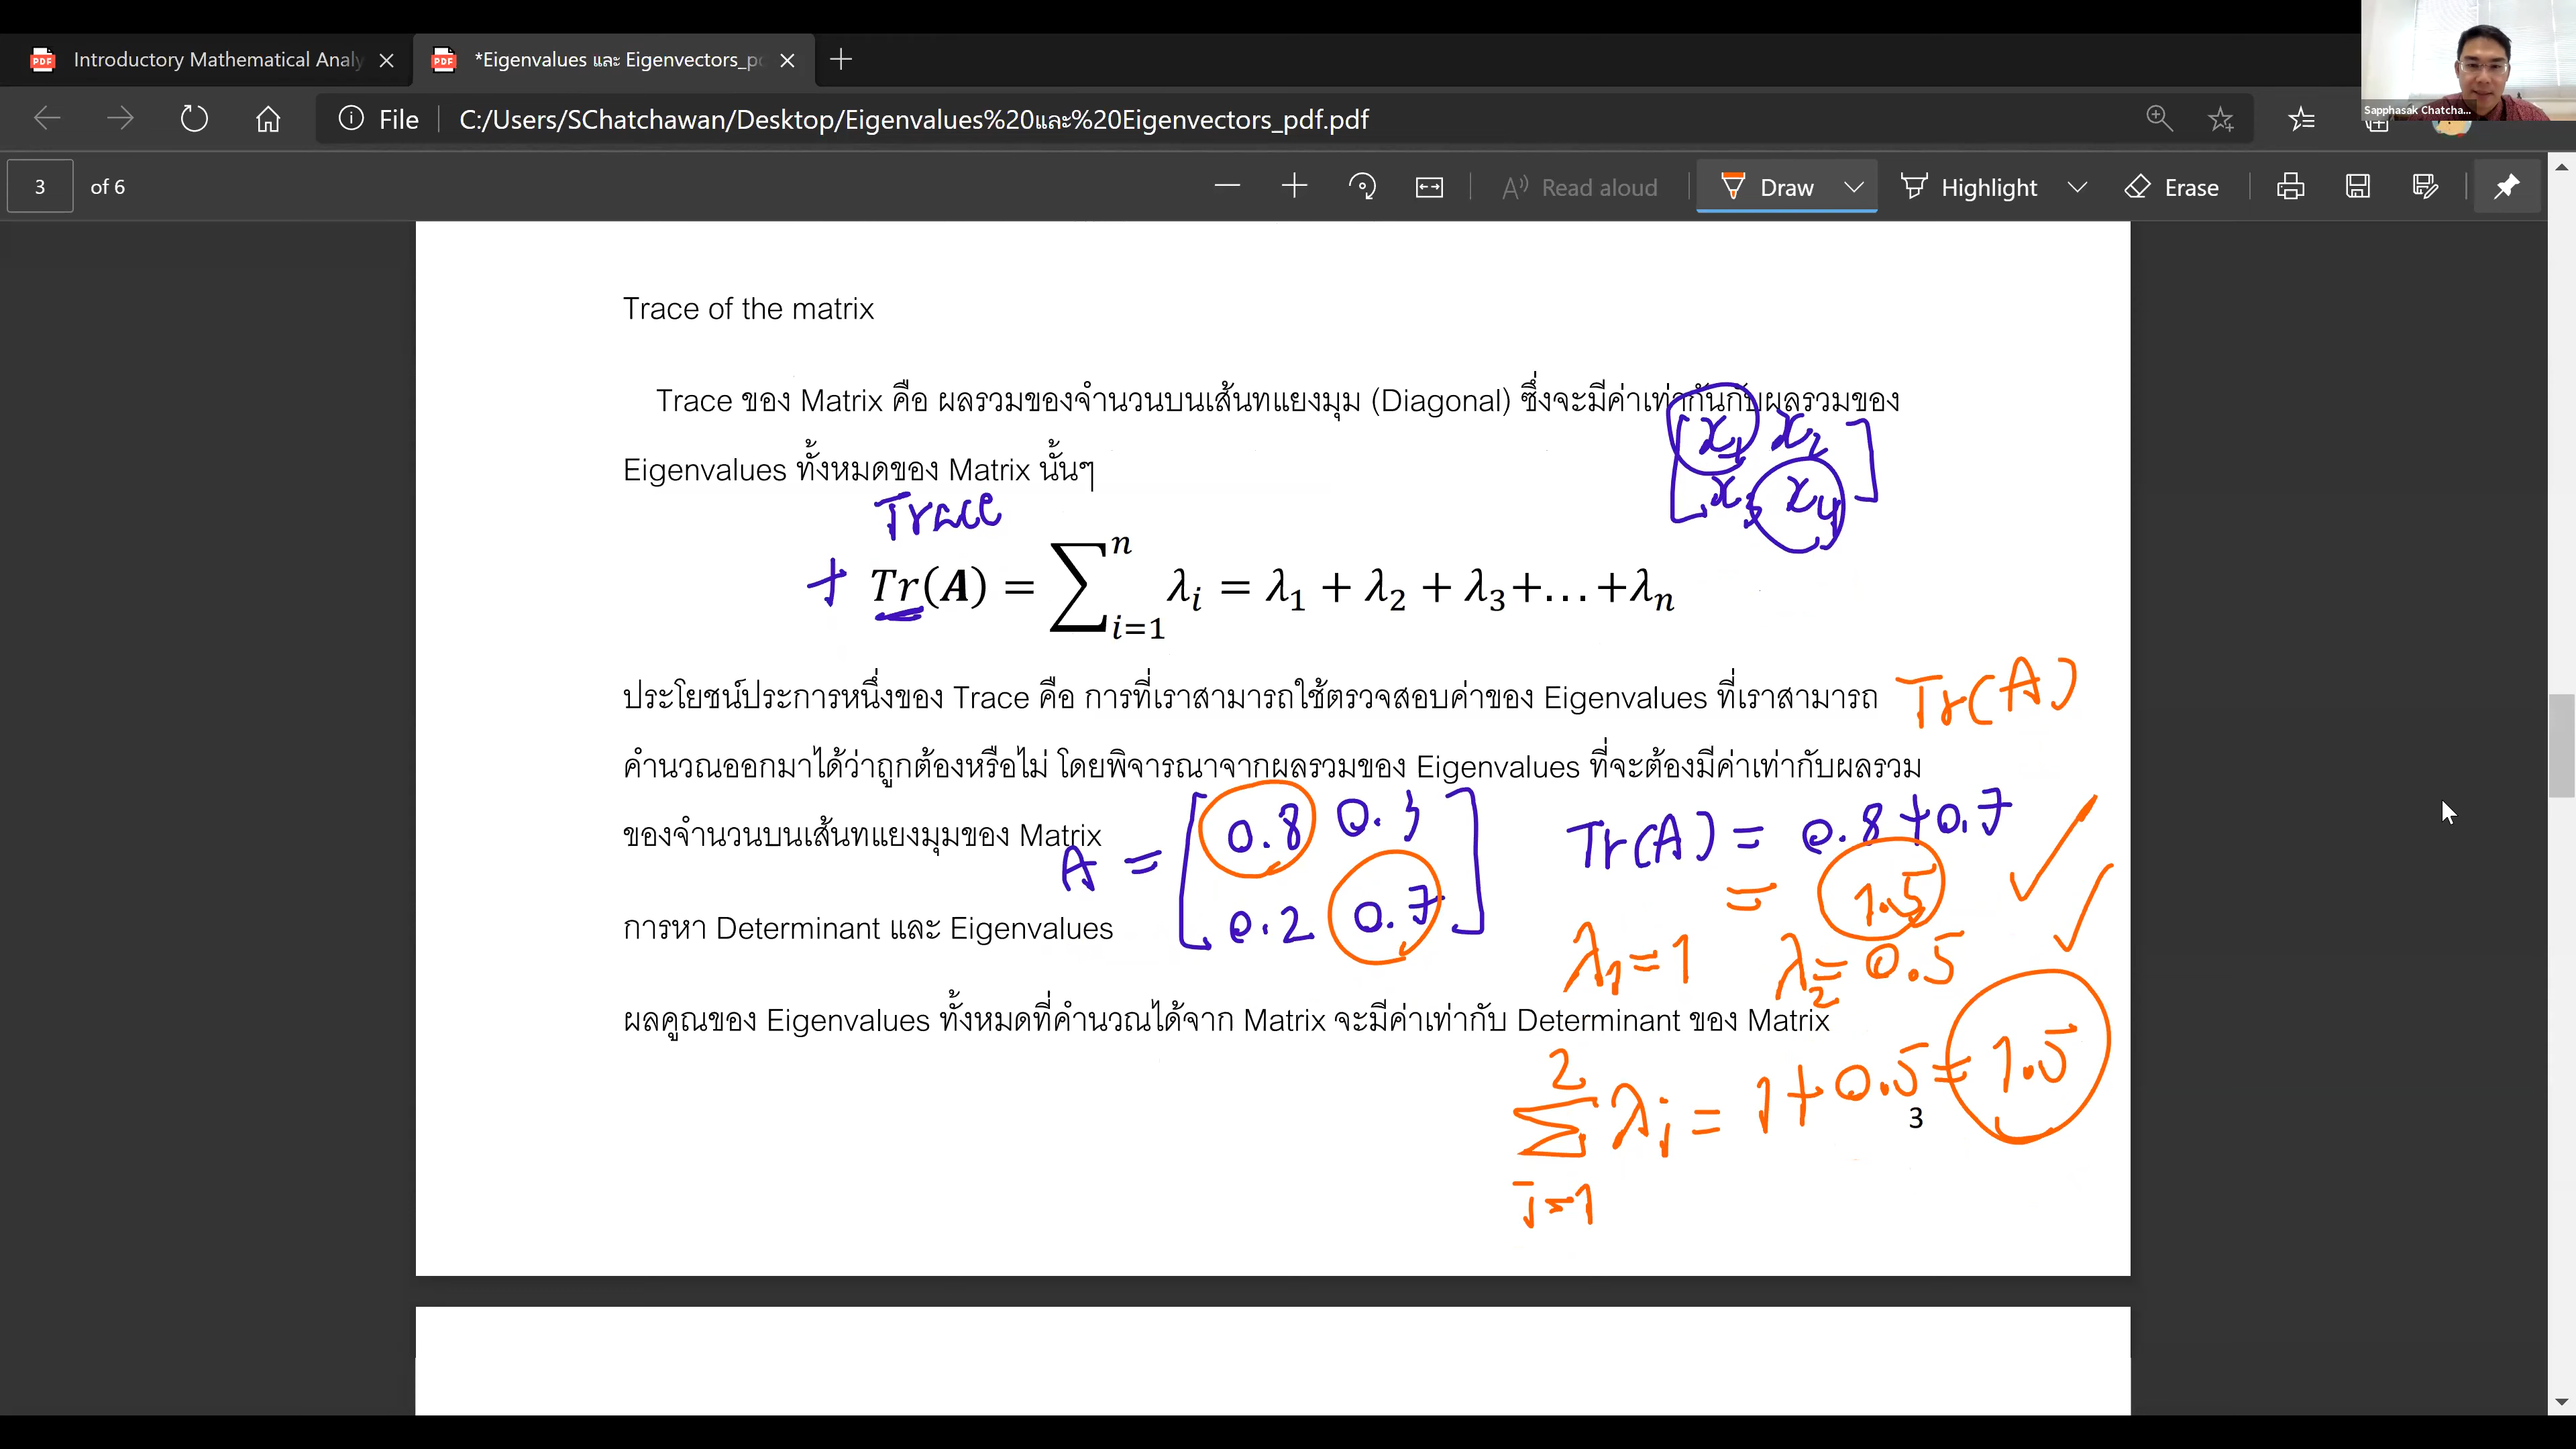 Introductory Mathematical Analy
*Eigenvalues และ Eigenvectors_pd
File C:/Users/SChatchawan/Desktop/Eigenvalues%20และ%20Eigenvectors_pdf.pdf
Sapphasak Chatcha...
3 of 6 Read aloud Draw Highlight Erase
Trace of the matrix
Trace ของ Matrix คือ ผลรวมของจำนวนบนเส้นทแยงมุม (Diagonal) ซึ่งจะมีค่าเท่ากันกับผลรวมของ
Eigenvalues ทั้งหมดของ Matrix นั้นๆ
[x₁ x₂
x₃ x₄]
Trace
+ Tr(A) = ∑ⁿᵢ₌₁ λᵢ = λ₁ + λ₂ + λ₃+...+λₙ
ประโยชน์ประการหนึ่งของ Trace คือ การที่เราสามารถใช้ตรวจสอบค่าของ Eigenvalues ที่เราสามารถ
Tr(A)
คำนวณออกมาได้ว่าถูกต้องหรือไม่ โดยพิจารณาจากผลรวมของ Eigenvalues ที่จะต้องมีค่าเท่ากับผลรวม
ของจำนวนบนเส้นทแยงมุมของ Matrix
A = [0.8 0.3
0.2 0.7]
Tr(A) = 0.8+0.7
= 1.5 ✓
การหา Determinant และ Eigenvalues
λ₁=1 λ₂=0.5 ✓
ผลคูณของ Eigenvalues ทั้งหมดที่คำนวณได้จาก Matrix จะมีค่าเท่ากับ Determinant ของ Matrix
2
∑ λi = 1+0.5=1.5
i=1
3